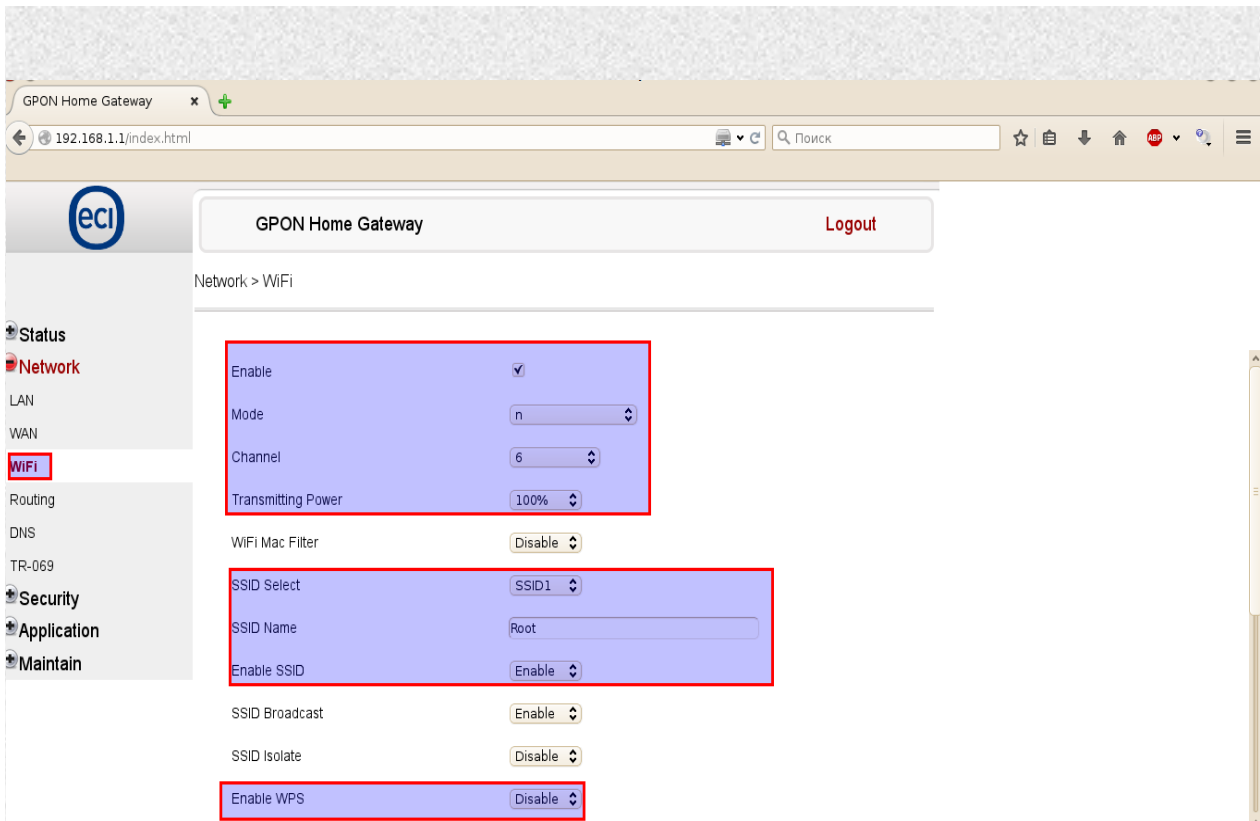 GPON Home Gateway
192.168.1.1/index.html
Поиск
ABP
eci
GPON Home Gateway Logout
Network > WiFi
Status
Network
LAN
WAN
WiFi
Routing
DNS
TR-069
Security
Application
Maintain
Enable
Mode n
Channel 6
Transmitting Power 100%
WiFi Mac Filter Disable
SSID Select SSID1
SSID Name Root
Enable SSID Enable
SSID Broadcast Enable
SSID Isolate Disable
Enable WPS Disable